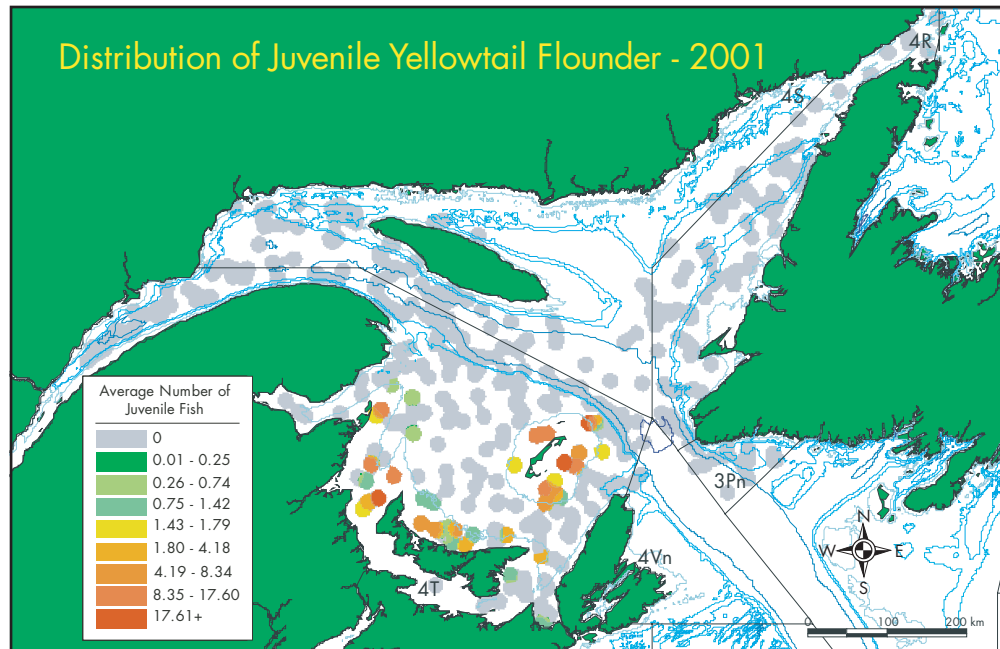 Distribution of Juvenile Yellowtail Flounder - 2001
4R
4S
Average Number of
Juvenile Fish
0
0.01 - 0.25
0.26 - 0.74
0.75 - 1.42
1.43 - 1.79
1.80 - 4.18
4.19 - 8.34
8.35 - 17.60
17.61+
3Pn
4Vn
4T
N
W E
S
0 100 200 km